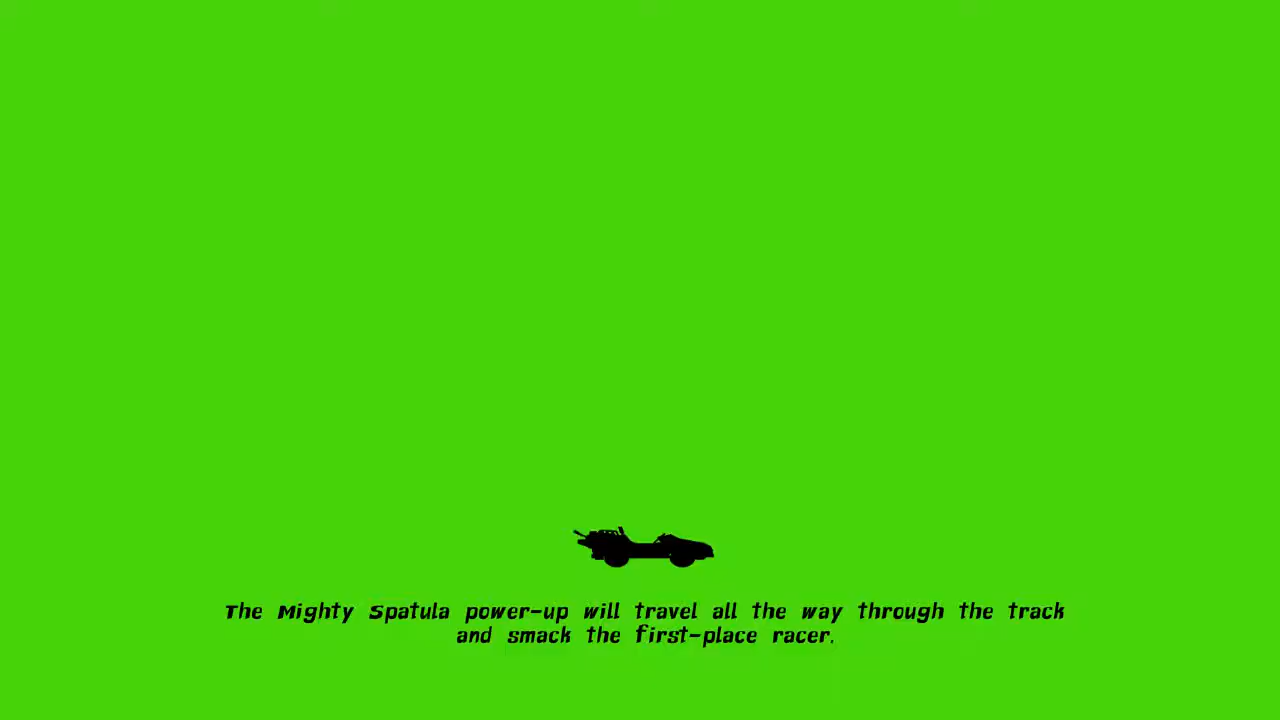 The Mighty Spatula power-up will travel all the way through the track
and smack the first-place racer.